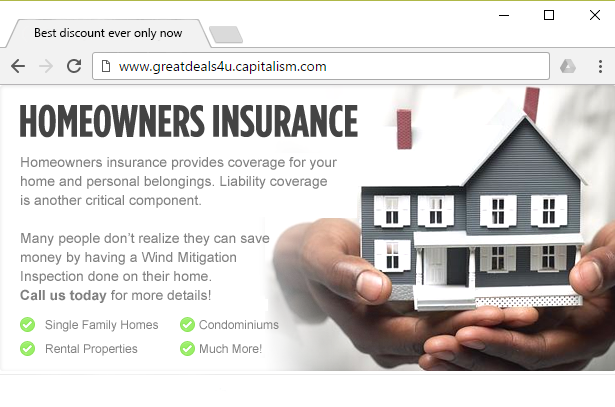 Best discount ever only now
www.greatdeals4u.capitalism.com
HOMEOWNERS INSURANCE
Homeowners insurance provides coverage for your
home and personal belongings. Liability coverage
is another critical component.
Many people don’t realize they can save
money by having a Wind Mitigation
Inspection done on their home.
Call us today for more details!
Single Family Homes
Condominiums
Rental Properties
Much More!